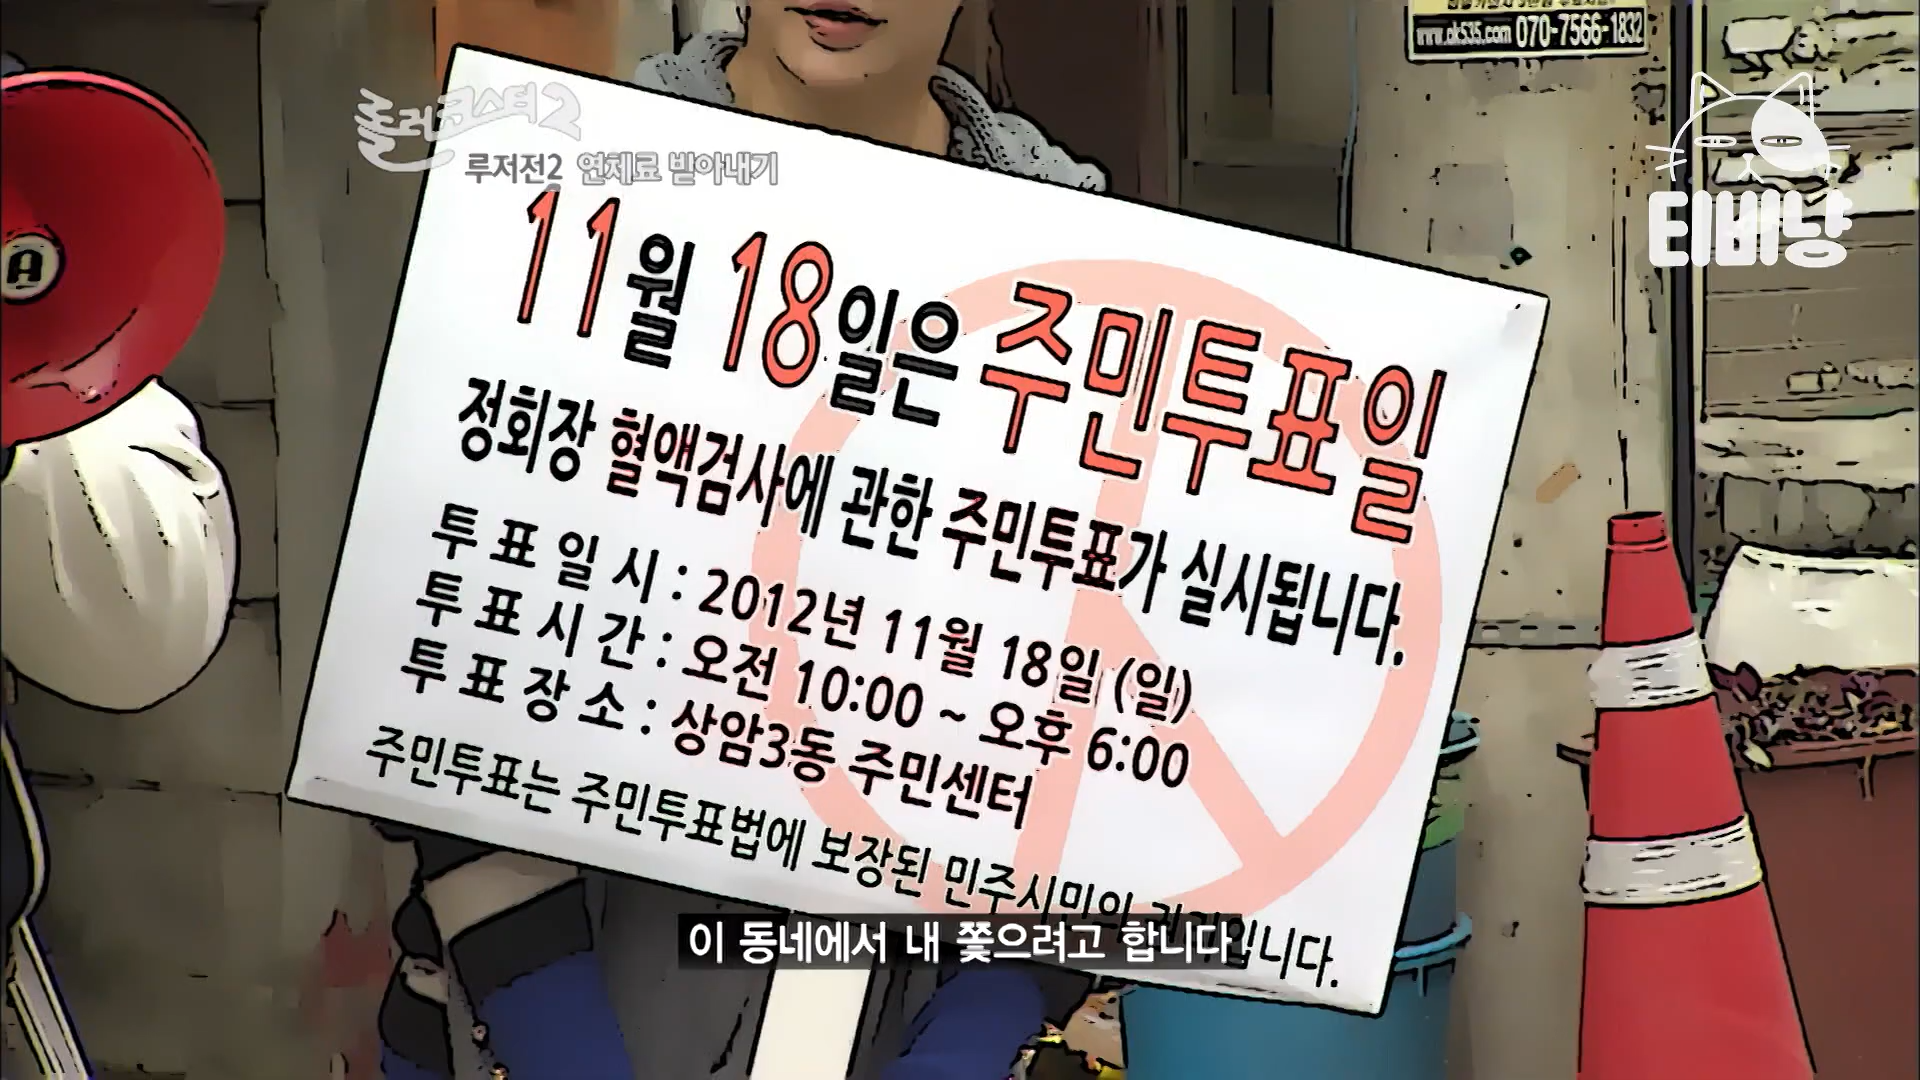 www.ok535.com 070-7566-1832
롤러코스터2
루저전2 연체료 받아내기
티비냥
A
11월 18일은 주민투표일
정회장 혈액검사에 관한 주민투표가 실시됩니다.
투표일시 : 2012년 11월 18일 (일)
투표시간 : 오전 10:00 ~ 오후 6:00
투표장소 : 상암3동 주민센터
주민투표는 주민투표법에 보장된 민주시민의 입니다.
이 동네에서 내 쫓으려고 합니다